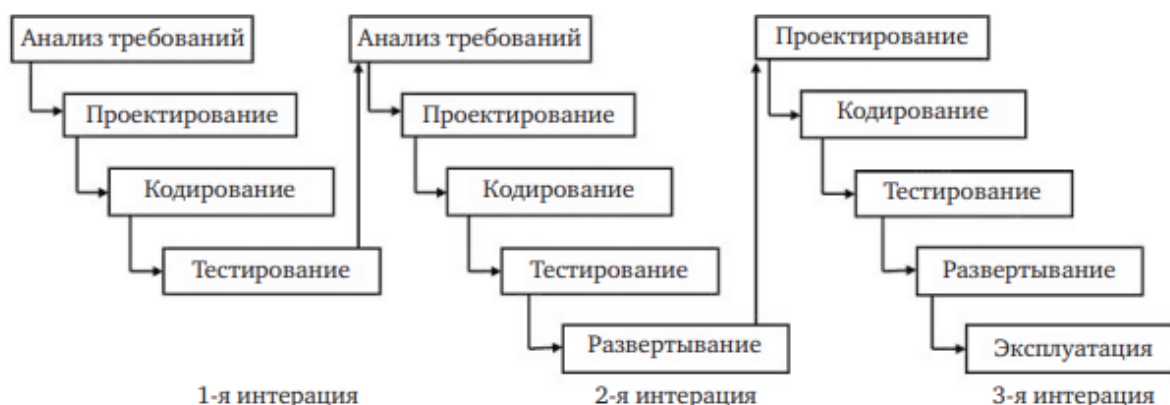 Анализ требований
Проектирование
Кодирование
Тестирование
1-я интерация
Анализ требований
Проектирование
Кодирование
Тестирование
Развертывание
2-я интерация
Проектирование
Кодирование
Тестирование
Развертывание
Эксплуатация
3-я интерация